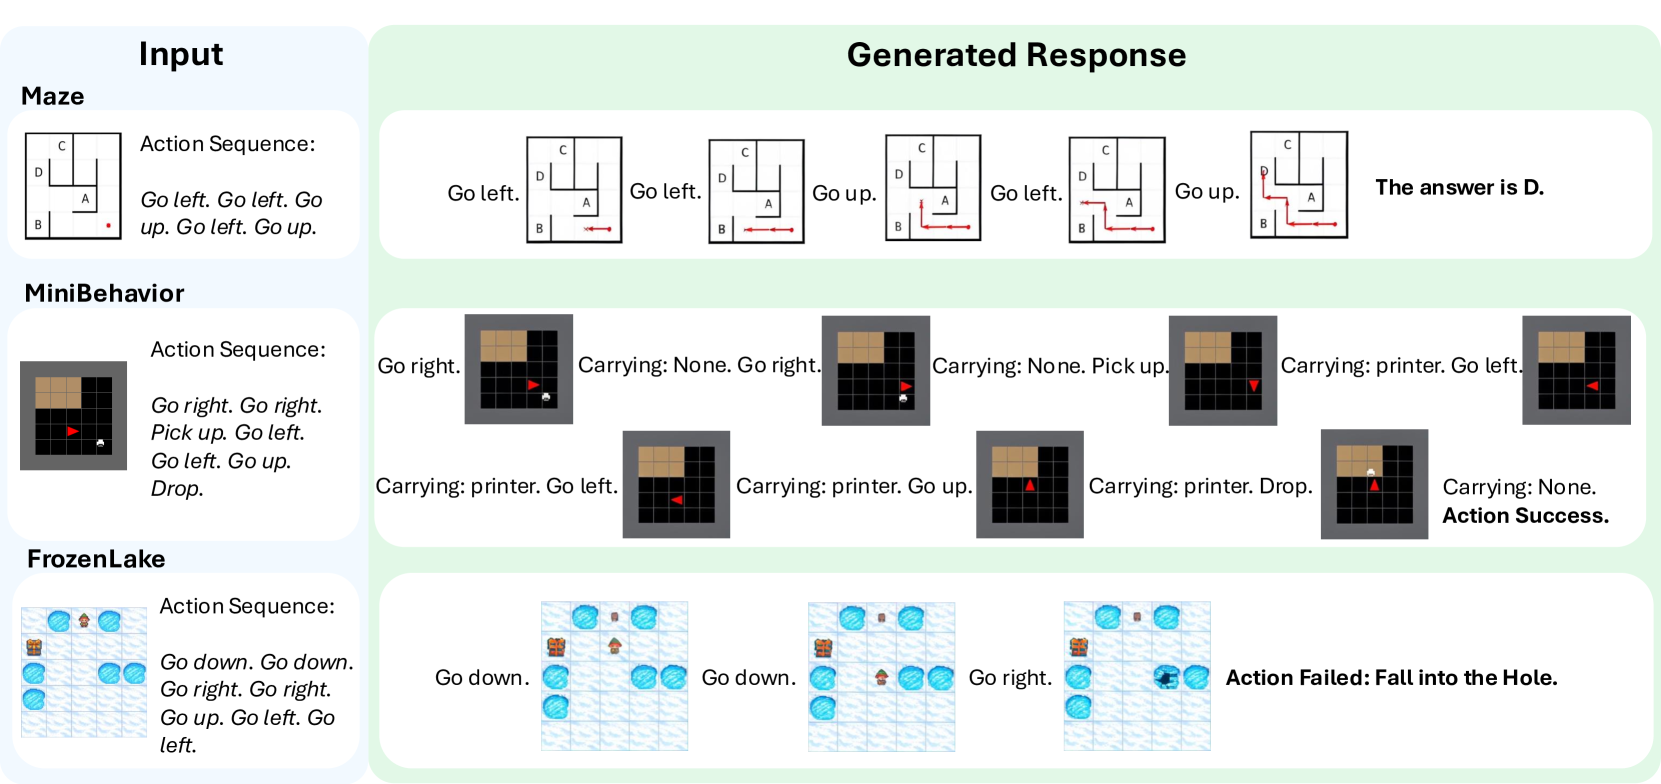 Input
Generated Response
Maze
C
D
A
B
Action Sequence:
Go left. Go left. Go
up. Go left. Go up.
Go left.
C
D
A
B
Go left.
C
D
A
B
Go up.
C
D
A
B
Go left.
C
D
A
B
Go up.
C
D
A
B
The answer is D.
MiniBehavior
Action Sequence:
Go right. Go right.
Pick up. Go left.
Go left. Go up.
Drop.
Go right.
Carrying: None. Go right.
Carrying: None. Pick up.
Carrying: printer. Go left.
Carrying: printer. Go left.
Carrying: printer. Go up.
Carrying: printer. Drop.
Carrying: None.
Action Success.
FrozenLake
Action Sequence:
Go down. Go down.
Go right. Go right.
Go up. Go left. Go
left.
Go down.
Go down.
Go right.
Action Failed: Fall into the Hole.